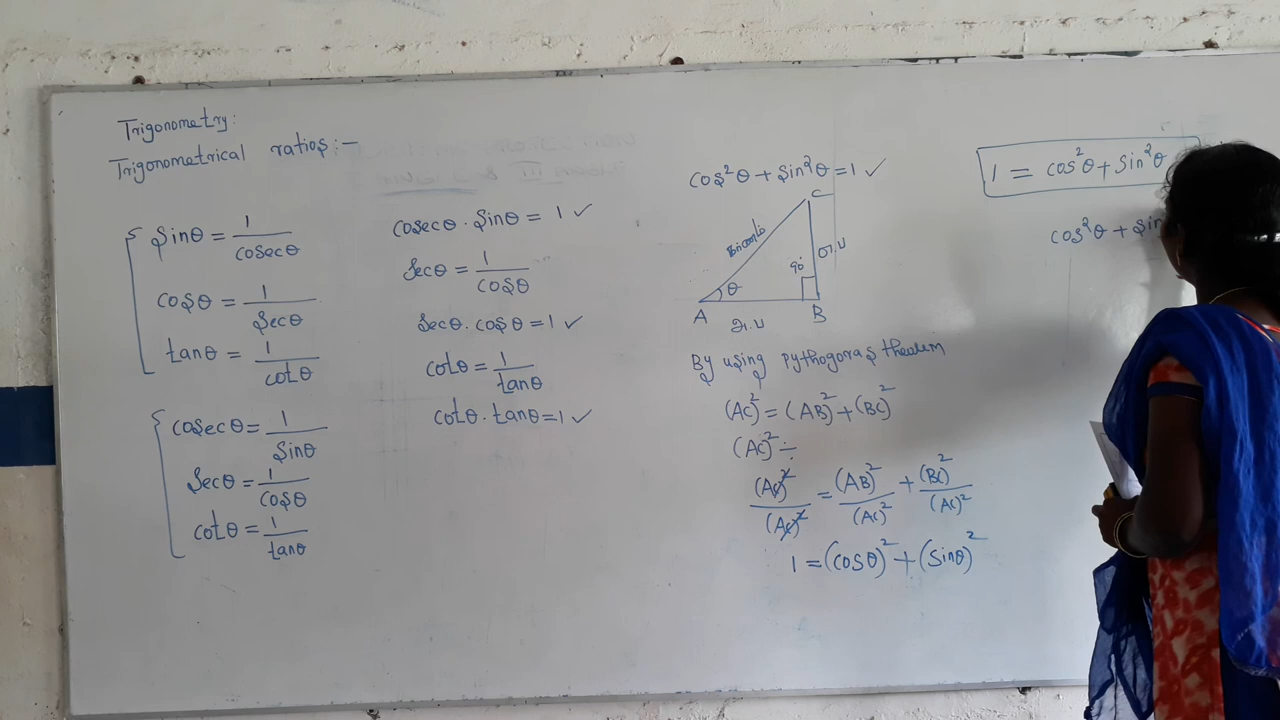 Trigonometry:
Trigonometrical ratios:-
sinθ = 1/cosecθ
cosθ = 1/secθ
tanθ = 1/cotθ
cosecθ = 1/sinθ
secθ = 1/cosθ
cotθ = 1/tanθ
cosecθ · sinθ = 1 ✓
secθ = 1/cosθ
secθ · cosθ = 1 ✓
cotθ = 1/tanθ
cotθ · tanθ = 1 ✓
cos²θ + sin²θ = 1 ✓
C
90°
θ
A
B
By using pythogoras theolum
(AC)² = (AB)² + (BC)²
(AC)² ÷
(AC)²/(AC)² = (AB)²/(AC)² + (BC)²/(AC)²
1 = (cosθ)² + (sinθ)²
1 = cos²θ + sin²θ
cos²θ + sin